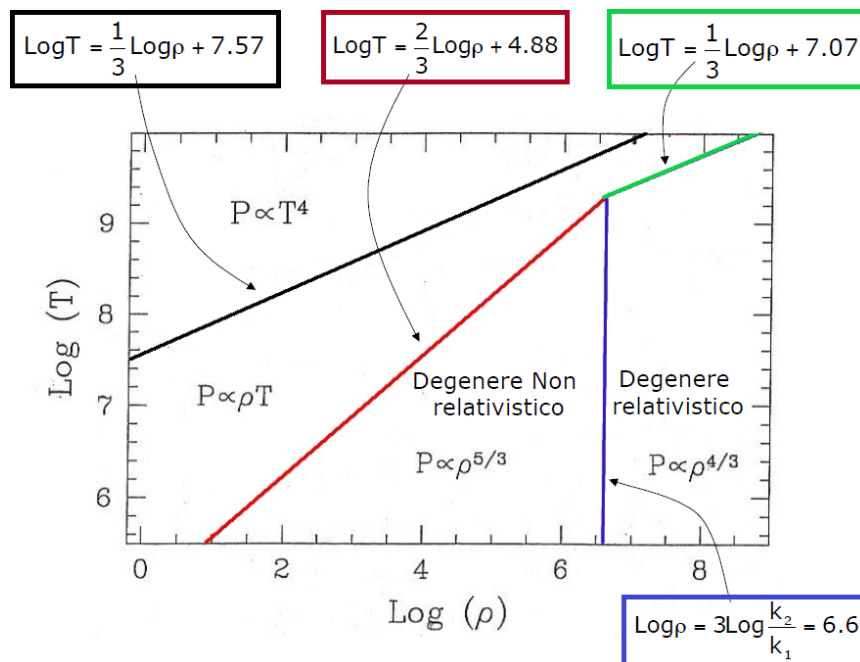 LogT = 1/3 Logρ + 7.57
LogT = 2/3 Logρ + 4.88
LogT = 1/3 Logρ + 7.07
P∝T⁴
9
8
7
6
Log (T)
P∝ρT
Degenere Non
relativistico
P∝ρ^5/3
Degenere
relativistico
P∝ρ^4/3
0 2 4 6 8
Log (ρ)
Logρ = 3Log k₂/k₁ = 6.6